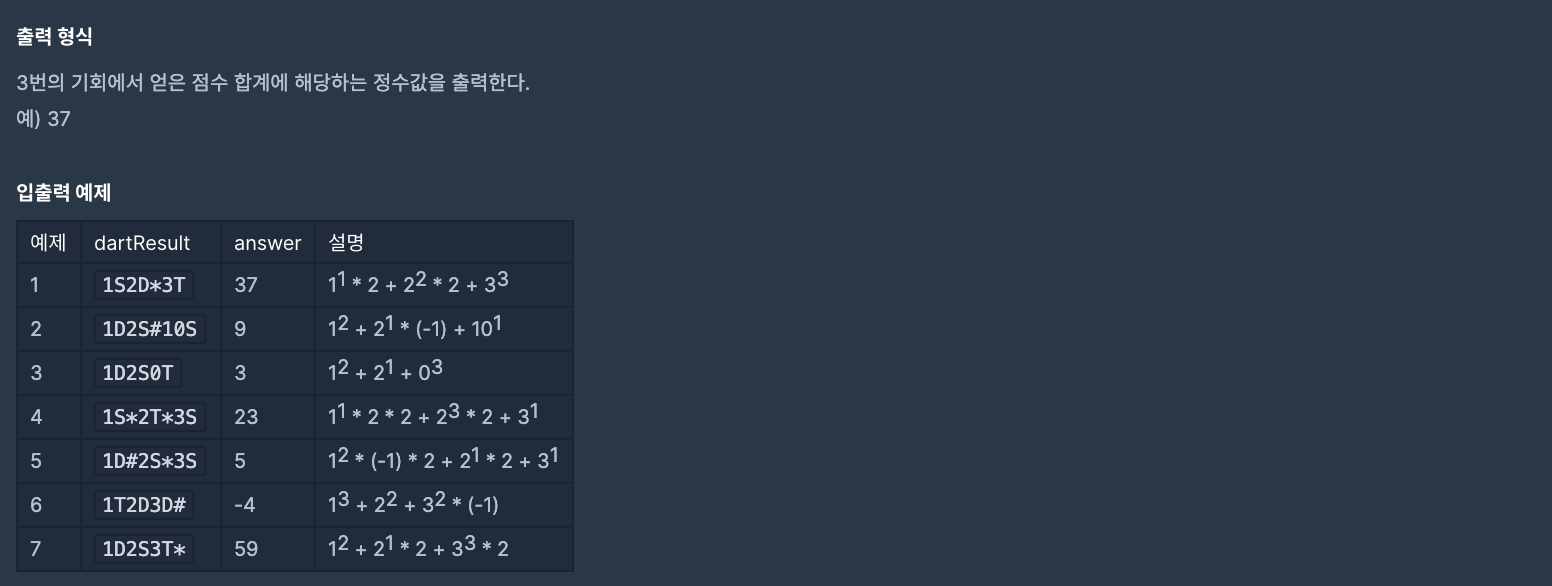 출력 형식
3번의 기회에서 얻은 점수 합계에 해당하는 정수값을 출력한다.
예) 37
입출력 예제
예제 dartResult answer 설명
1 1S2D*3T 37 1^1 * 2 + 2^2 * 2 + 3^3
2 1D2S#10S 9 1^2 + 2^1 * (-1) + 10^1
3 1D2S0T 3 1^2 + 2^1 + 0^3
4 1S*2T*3S 23 1^1 * 2 * 2 + 2^3 * 2 + 3^1
5 1D#2S*3S 5 1^2 * (-1) * 2 + 2^1 * 2 + 3^1
6 1T2D3D# -4 1^3 + 2^2 + 3^2 * (-1)
7 1D2S3T* 59 1^2 + 2^1 * 2 + 3^3 * 2